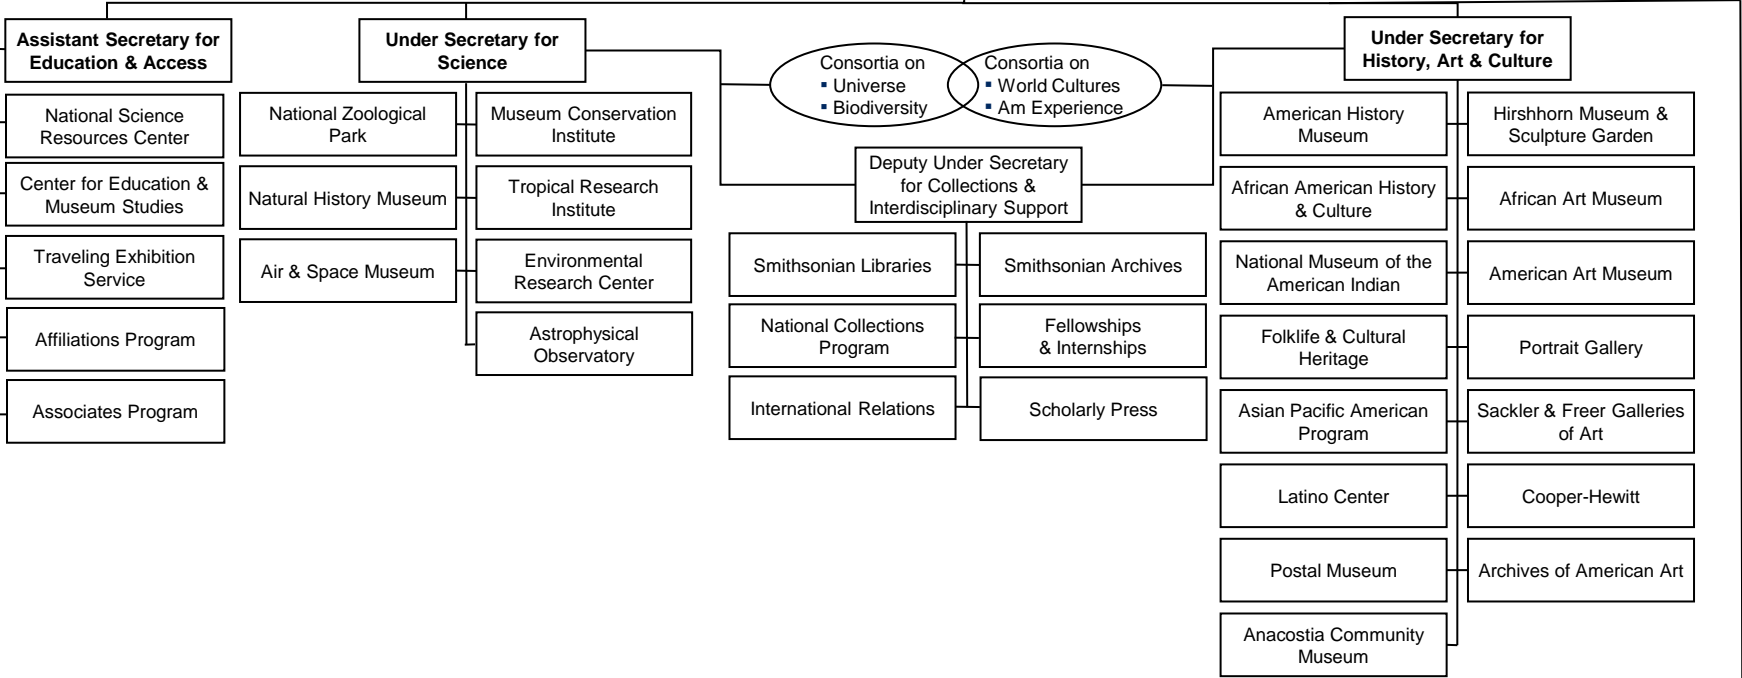 Assistant Secretary for
Education & Access
National Science
Resources Center
Center for Education &
Museum Studies
Traveling Exhibition
Service
Affiliations Program
Associates Program
Under Secretary for
Science
National Zoological
Park
Natural History Museum
Air & Space Museum
Museum Conservation
Institute
Tropical Research
Institute
Environmental
Research Center
Astrophysical
Observatory
Consortia on
▪ Universe
▪ Biodiversity
Consortia on
▪ World Cultures
▪ Am Experience
Deputy Under Secretary
for Collections &
Interdisciplinary Support
Smithsonian Libraries
National Collections
Program
International Relations
Smithsonian Archives
Fellowships
& Internships
Scholarly Press
Under Secretary for
History, Art & Culture
American History
Museum
African American History
& Culture
National Museum of the
American Indian
Folklife & Cultural
Heritage
Asian Pacific American
Program
Latino Center
Postal Museum
Anacostia Community
Museum
Hirshhorn Museum &
Sculpture Garden
African Art Museum
American Art Museum
Portrait Gallery
Sackler & Freer Galleries
of Art
Cooper-Hewitt
Archives of American Art